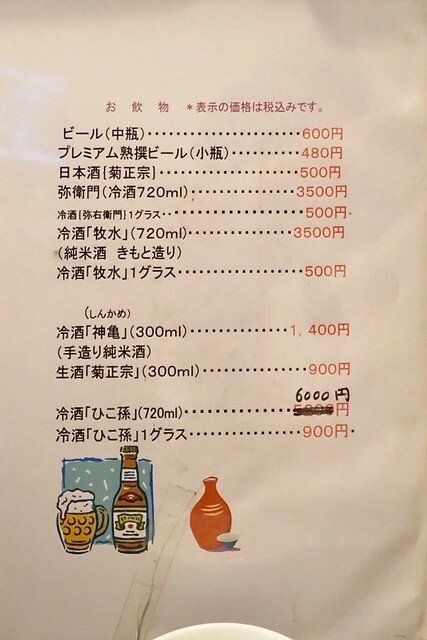 お飲物 *表示の価格は税込みです。
ビール(中瓶)・・・・・・・・・・・・・・・・・・・600円
プレミアム熟撰ビール(小瓶)・・・・・・・・・480円
日本酒{菊正宗}・・・・・・・・・・・・・・・・・・500円
弥衛門(冷酒720ml)・・・・・・・・・・・・・3500円
冷酒{弥右衛門}1グラス・・・・・・・・・・・・・・500円・
冷酒「牧水」(720ml)・・・・・・・・・・・・・3500円
(純米酒 きもと造り)
冷酒「牧水」1グラス・・・・・・・・・・・・・・・500円
(しんかめ)
冷酒「神亀」(300ml)・・・・・・・・・・・・・1,400円
(手造り純米酒)
生酒「菊正宗」(300ml)・・・・・・・・・・・・・900円
6000円
冷酒「ひこ孫」(720ml)・・・・・・・・・・・・・円
冷酒「ひこ孫」1グラス・・・・・・・・・・・・・・900円・